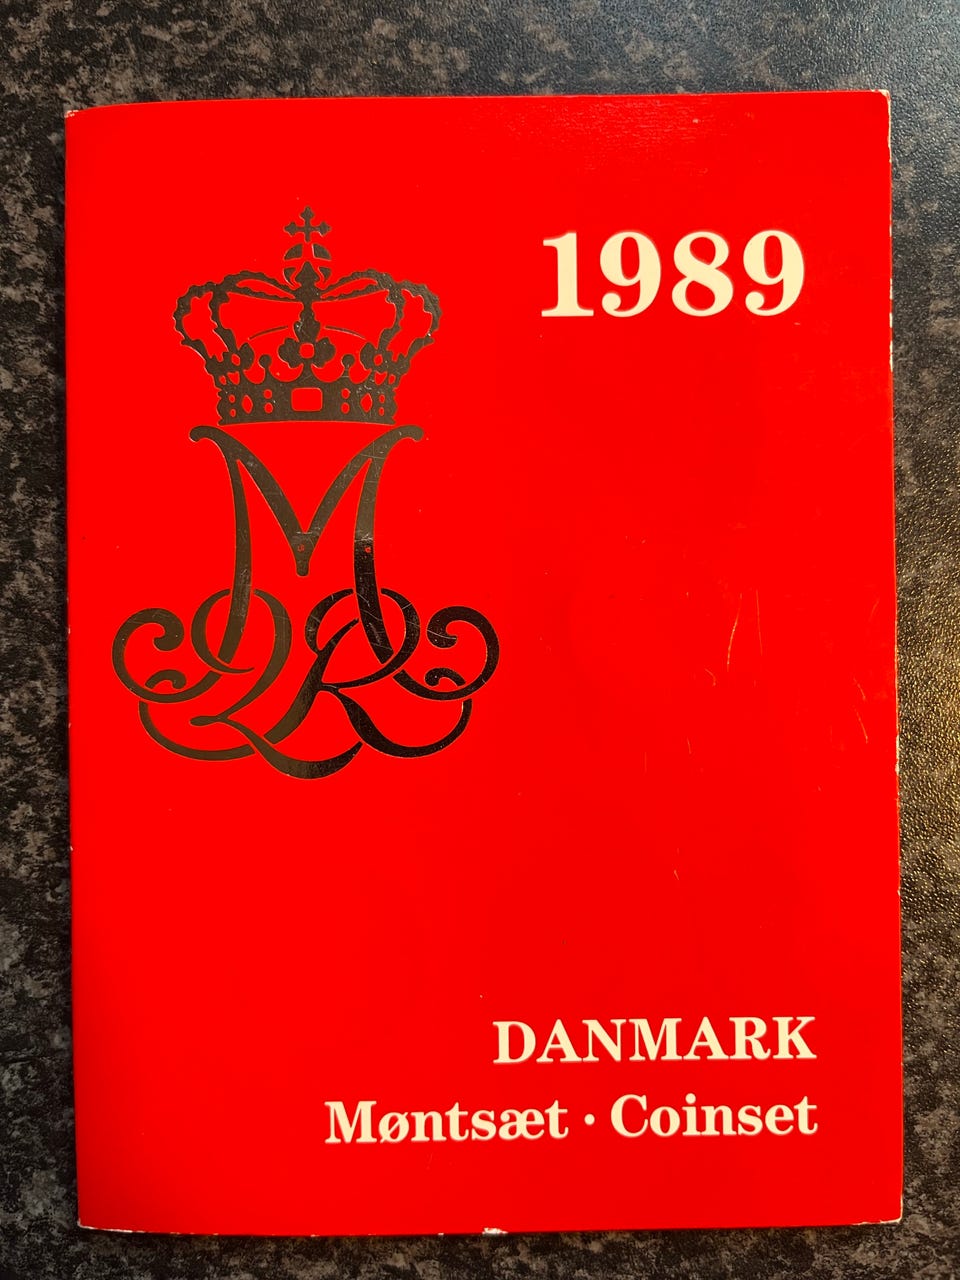 1989
DANMARK
Møntsæt · Coinset